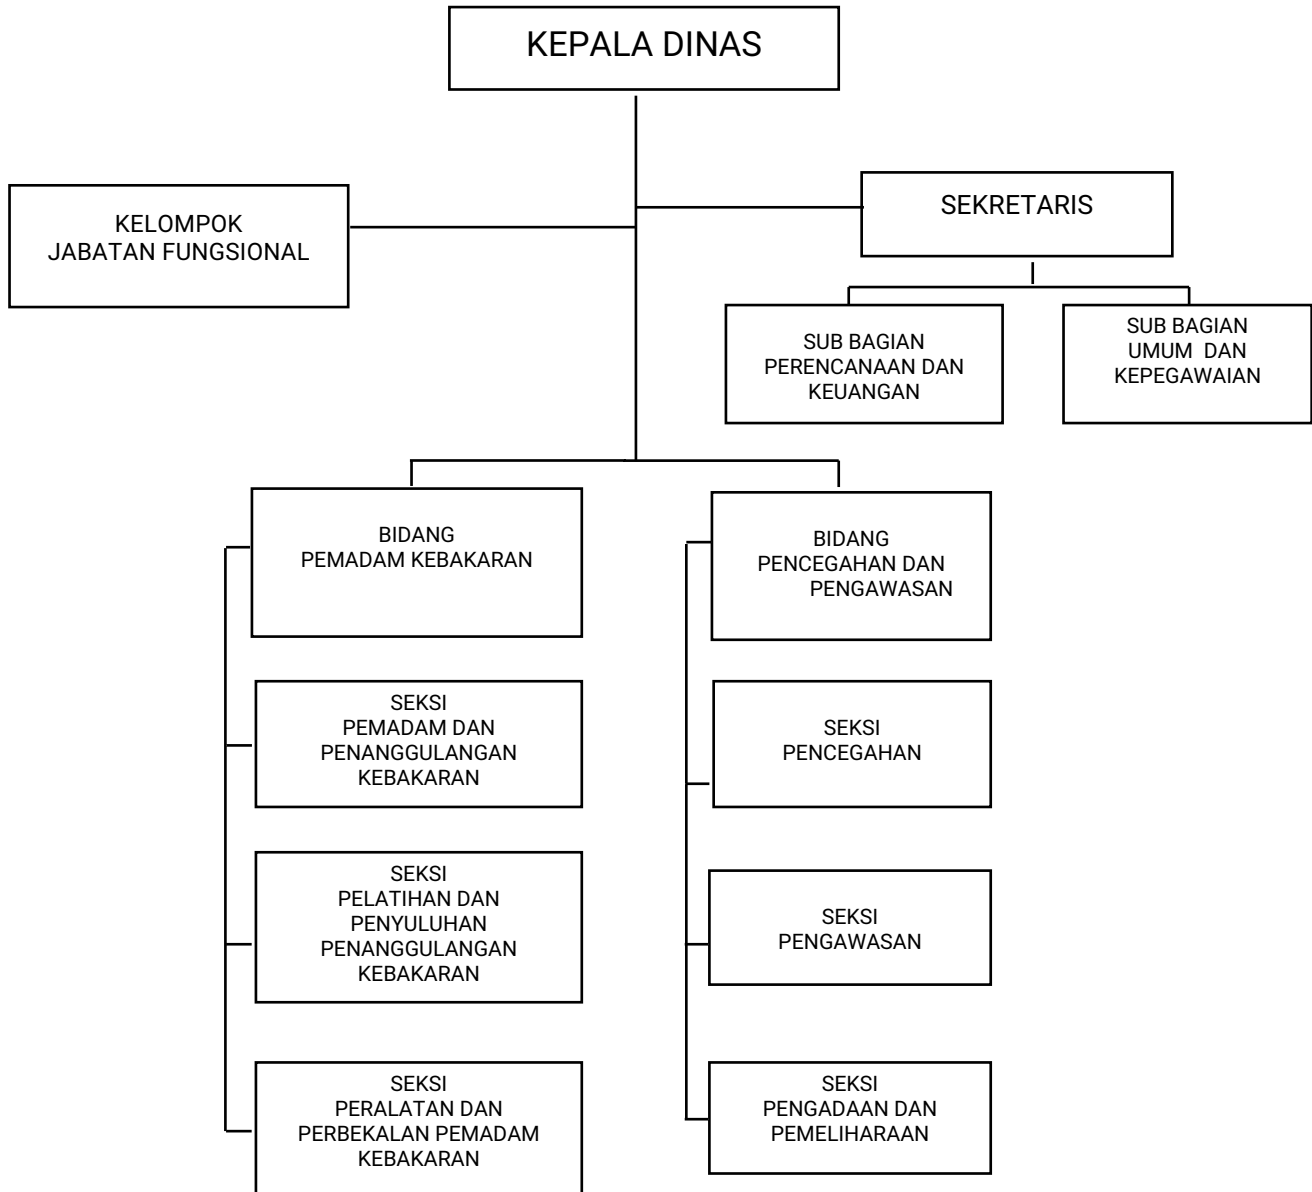 KEPALA DINAS
KELOMPOK
JABATAN FUNGSIONAL
SEKRETARIS
SUB BAGIAN
PERENCANAAN DAN
KEUANGAN
SUB BAGIAN
UMUM DAN
KEPEGAWAIAN
BIDANG
PEMADAM KEBAKARAN
BIDANG
PENCEGAHAN DAN
PENGAWASAN
SEKSI
PEMADAM DAN
PENANGGULANGAN
KEBAKARAN
SEKSI
PENCEGAHAN
SEKSI
PELATIHAN DAN
PENYULUHAN
PENANGGULANGAN
KEBAKARAN
SEKSI
PENGAWASAN
SEKSI
PERALATAN DAN
PERBEKALAN PEMADAM
KEBAKARAN
SEKSI
PENGADAAN DAN
PEMELIHARAAN